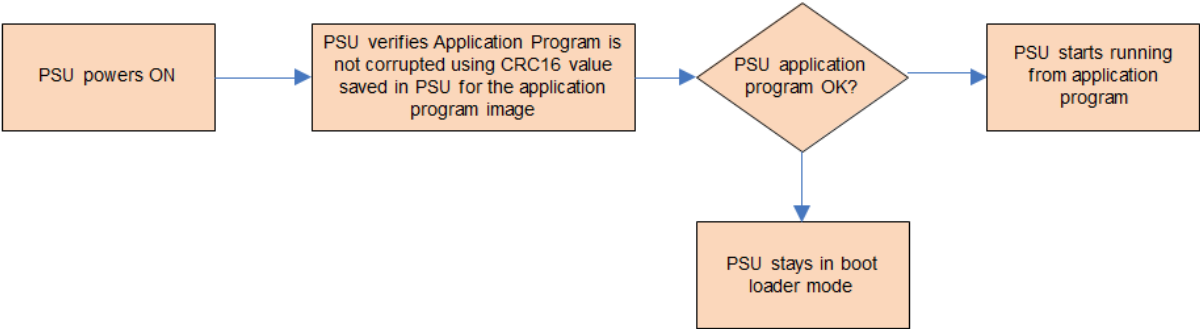 PSU powers ON
PSU verifies Application Program is
not corrupted using CRC16 value
saved in PSU for the application
program image
PSU application
program OK?
PSU starts running
from application
program
PSU stays in boot
loader mode